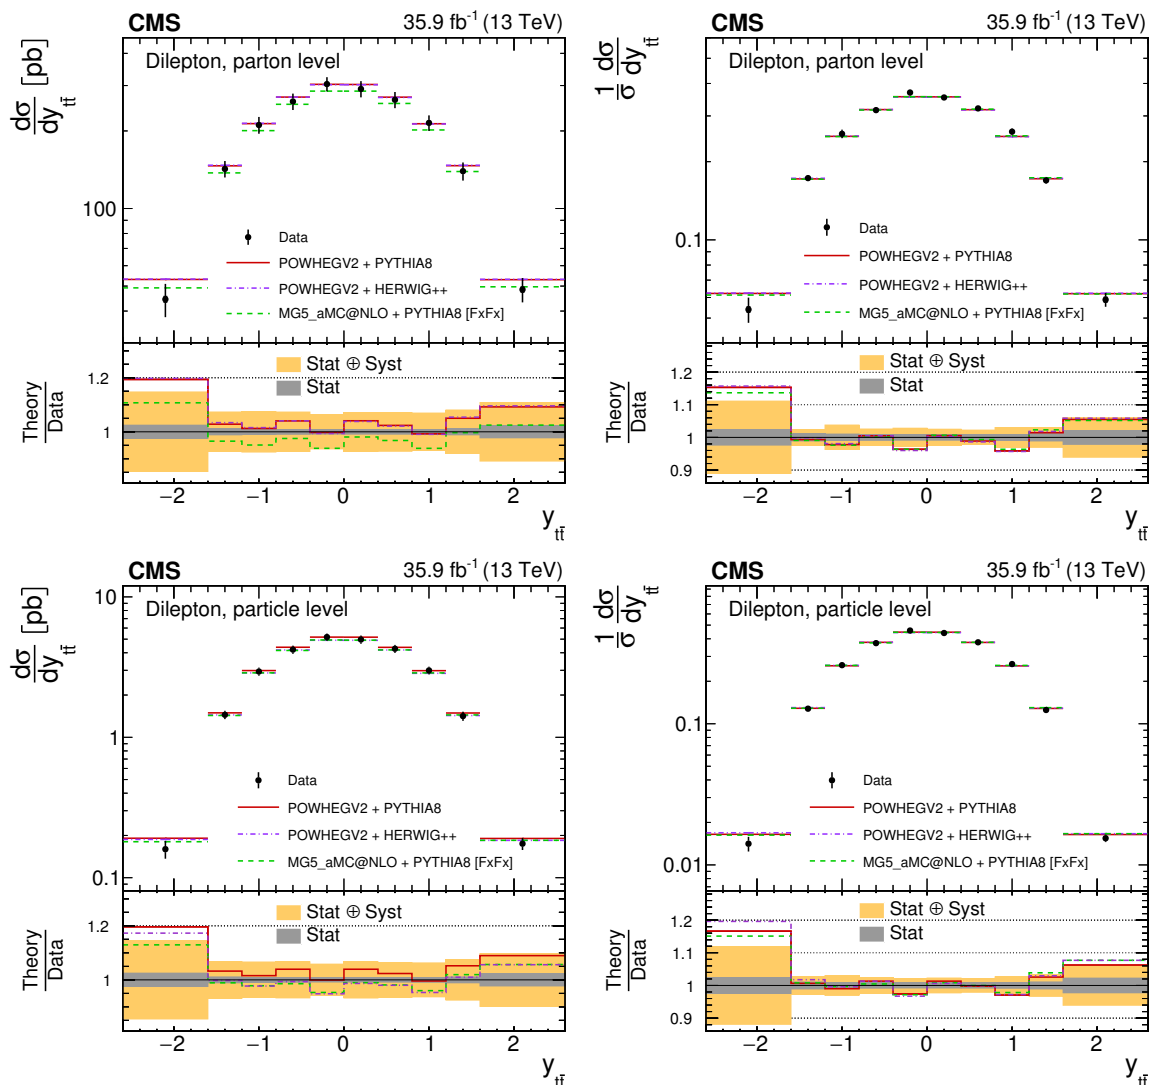 CMS 35.9 fb⁻¹ (13 TeV)
Dilepton, parton level
dσ/dy_tt̄ [pb]
100
Data
POWHEGV2 + PYTHIA8
POWHEGV2 + HERWIG++
MG5_aMC@NLO + PYTHIA8 [FxFx]
Stat ⊕ Syst
Stat
Theory/Data
1.2
1
−2 −1 0 1 2
y_tt̄
CMS 35.9 fb⁻¹ (13 TeV)
Dilepton, parton level
1/σ dσ/dy_tt̄
0.1
Data
POWHEGV2 + PYTHIA8
POWHEGV2 + HERWIG++
MG5_aMC@NLO + PYTHIA8 [FxFx]
Stat ⊕ Syst
Stat
Theory/Data
1.2
1.1
1
0.9
−2 −1 0 1 2
y_tt̄
CMS 35.9 fb⁻¹ (13 TeV)
Dilepton, particle level
dσ/dy_tt̄ [pb]
10
1
0.1
Data
POWHEGV2 + PYTHIA8
POWHEGV2 + HERWIG++
MG5_aMC@NLO + PYTHIA8 [FxFx]
Stat ⊕ Syst
Stat
Theory/Data
1.2
1
−2 −1 0 1 2
y_tt̄
CMS 35.9 fb⁻¹ (13 TeV)
Dilepton, particle level
1/σ dσ/dy_tt̄
0.1
0.01
Data
POWHEGV2 + PYTHIA8
POWHEGV2 + HERWIG++
MG5_aMC@NLO + PYTHIA8 [FxFx]
Stat ⊕ Syst
Stat
Theory/Data
1.2
1.1
1
0.9
−2 −1 0 1 2
y_tt̄